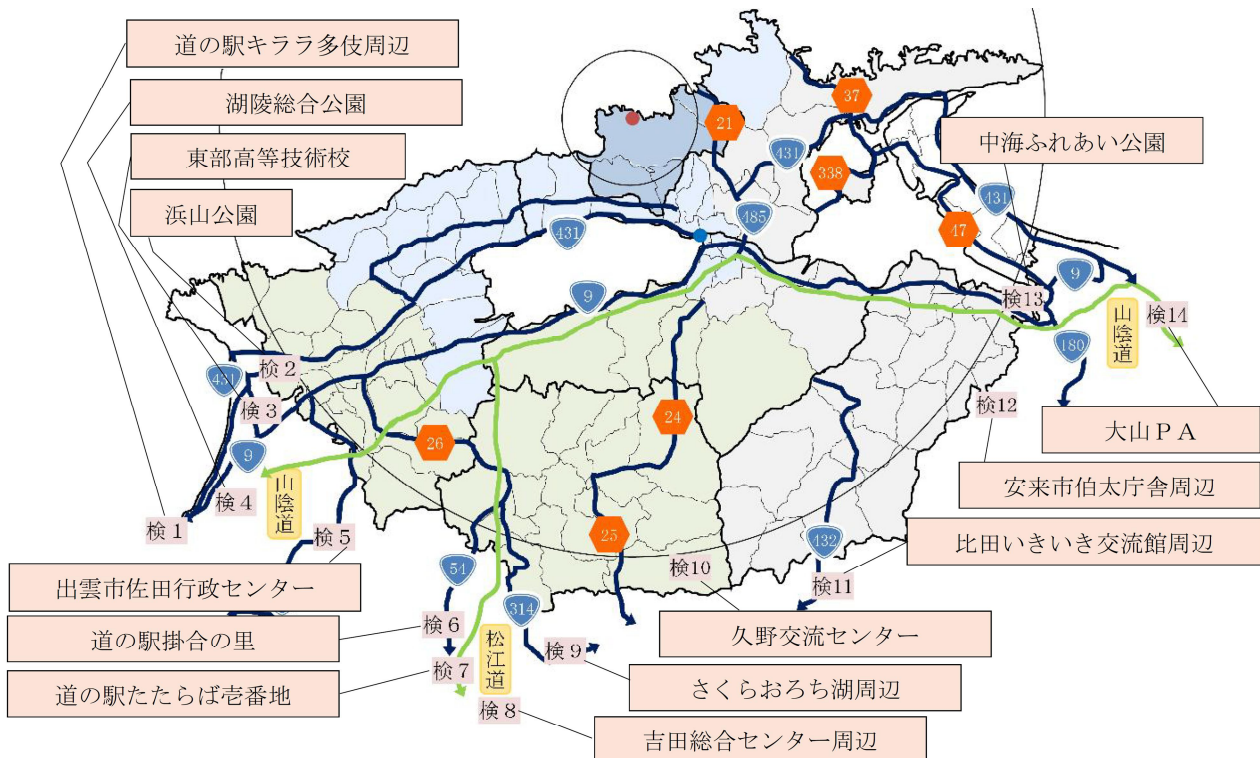 道の駅キララ多伎周辺
湖陵総合公園
東部高等技術校
浜山公園
37
21
431
338
中海ふれあい公園
485
431
47
431
9
9
検13
検14
山陰道
180
431
検2
検3
24
検12
26
9
大山PA
山陰道
検4
安来市伯太庁舎周辺
検1
検5
25
432
比田いきいき交流館周辺
54
検10
検11
出雲市佐田行政センター
314
道の駅掛合の里
検6
久野交流センター
松江道
検9
検7
道の駅たたらば壱番地
さくらおろち湖周辺
検8
吉田総合センター周辺